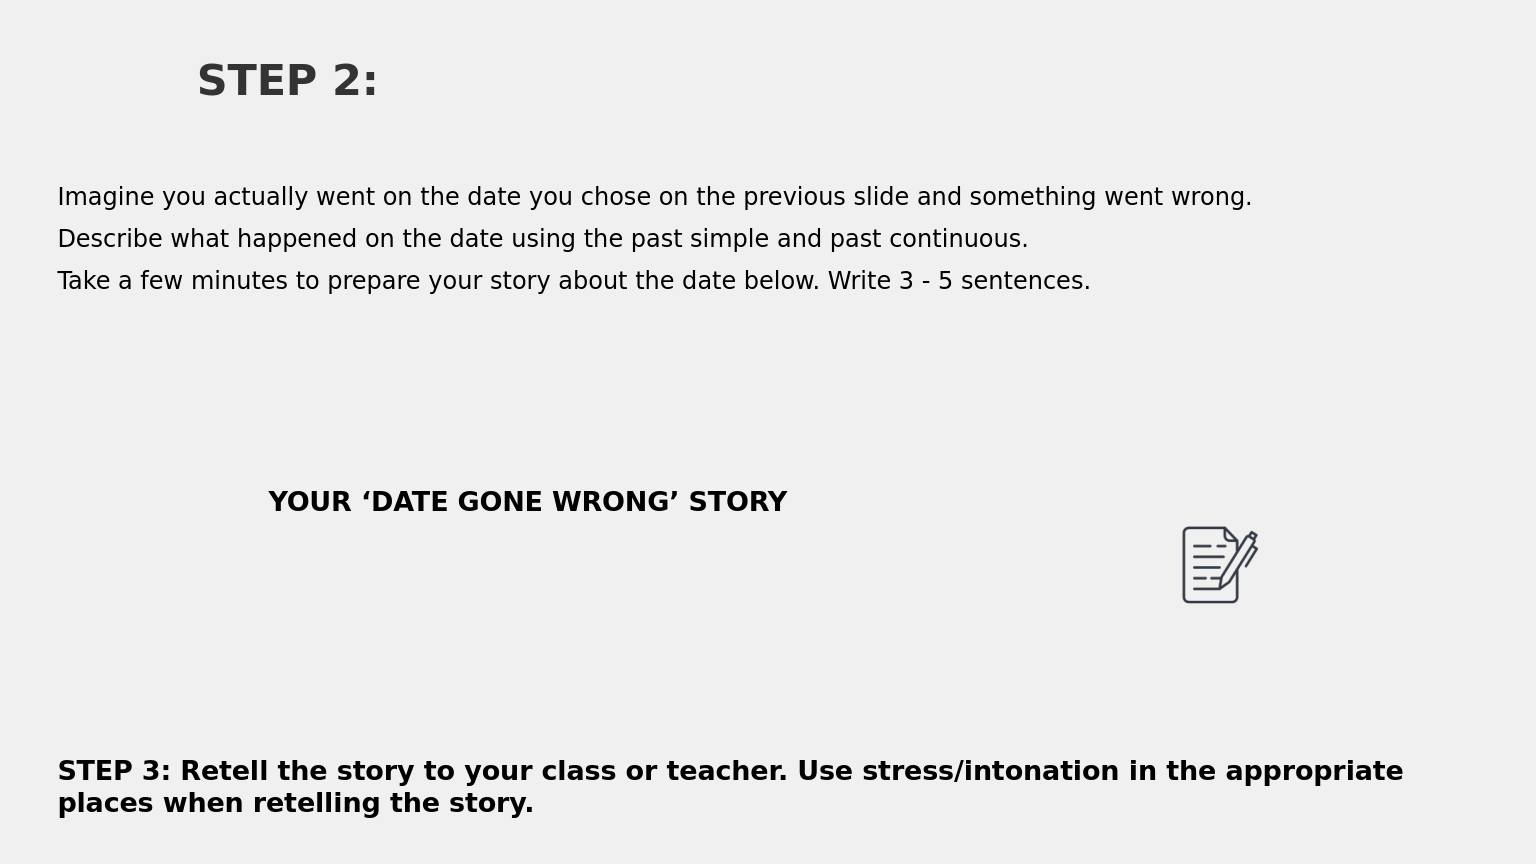 STEP 2:
Imagine you actually went on the date you chose on the previous slide and something went wrong.
Describe what happened on the date using the past simple and past continuous.
Take a few minutes to prepare your story about the date below. Write 3 - 5 sentences.
YOUR ‘DATE GONE WRONG’ STORY
STEP 3: Retell the story to your class or teacher. Use stress/intonation in the appropriate
places when retelling the story.